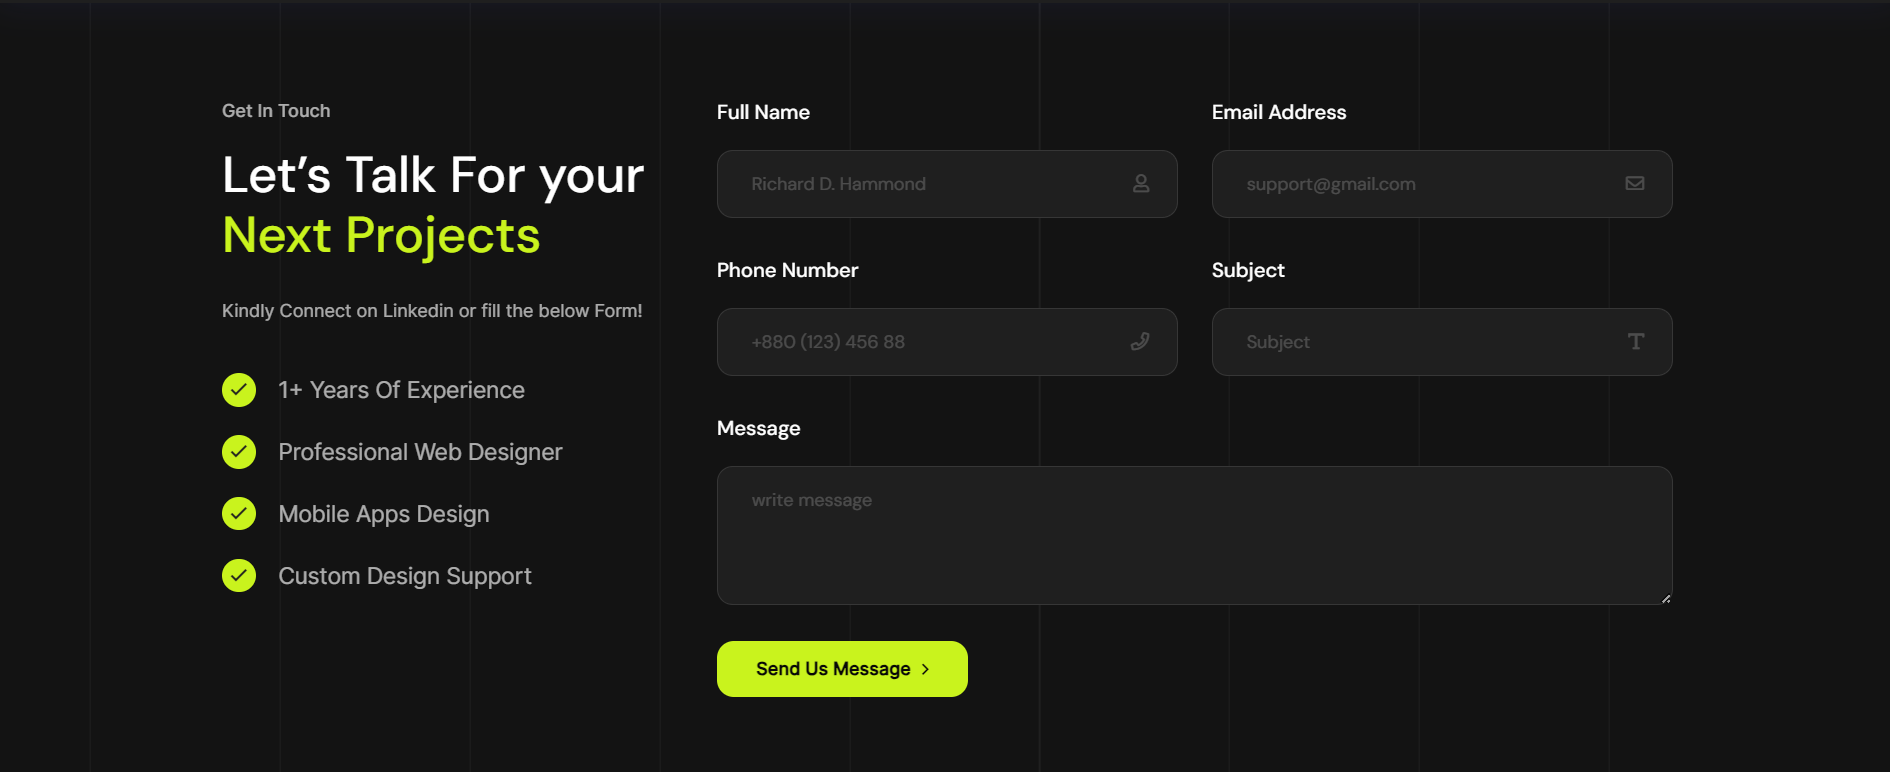 Get In Touch
Let’s Talk For your
Next Projects
Kindly Connect on Linkedin or fill the below Form!
1+ Years Of Experience
Professional Web Designer
Mobile Apps Design
Custom Design Support
Full Name
Richard D. Hammond
Email Address
support@gmail.com
Phone Number
+880 (123) 456 88
Subject
Subject
Message
write message
Send Us Message